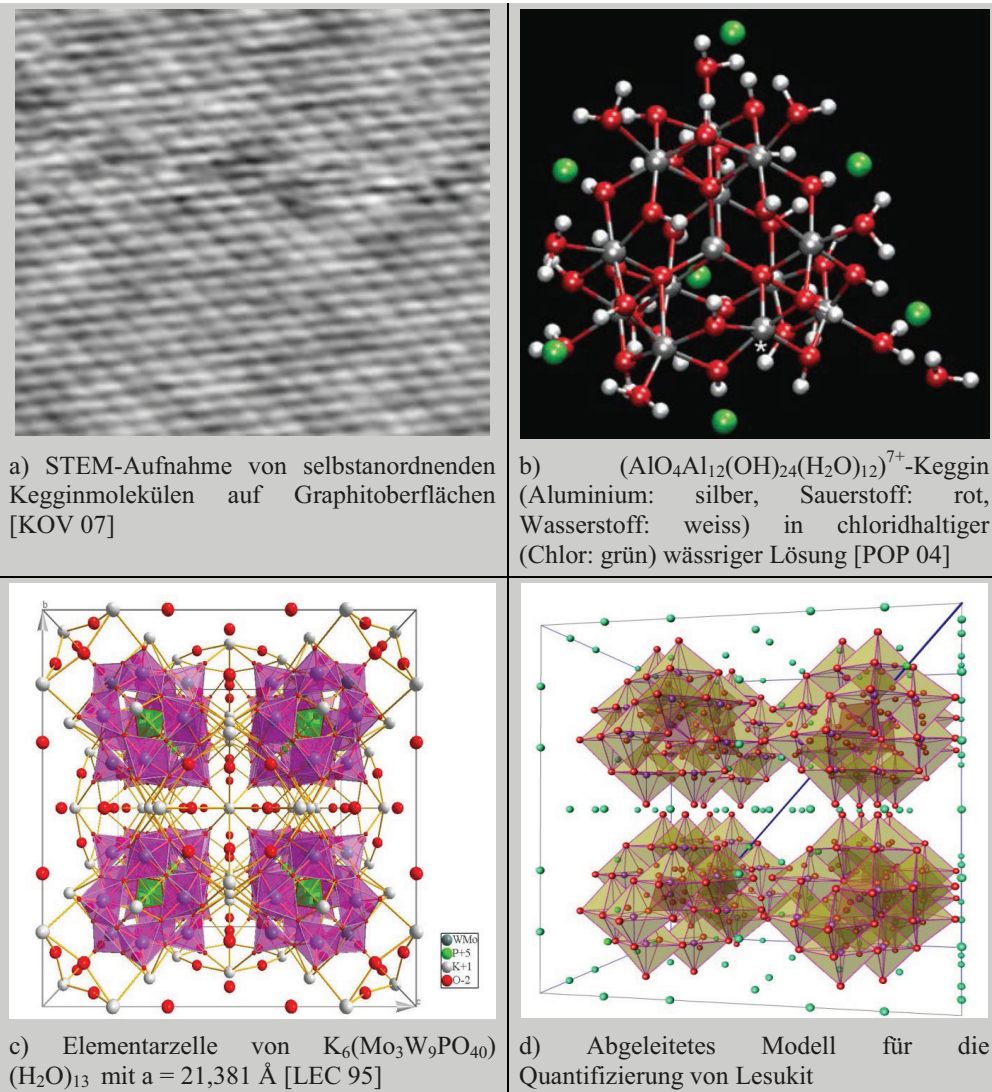 a) STEM-Aufnahme von selbstanordnenden
Kegginmolekülen auf Graphitoberflächen
[KOV 07]
*
b) (AlO₄Al₁₂(OH)₂₄(H₂O)₁₂)⁷⁺-Keggin
(Aluminium: silber, Sauerstoff: rot,
Wasserstoff: weiss) in chloridhaltiger
(Chlor: grün) wässriger Lösung [POP 04]
b
c
WMo
P+5
K+1
O-2
c) Elementarzelle von K₆(Mo₃W₉PO₄₀)
(H₂O)₁₃ mit a = 21,381 Å [LEC 95]
d) Abgeleitetes Modell für die
Quantifizierung von Lesukit